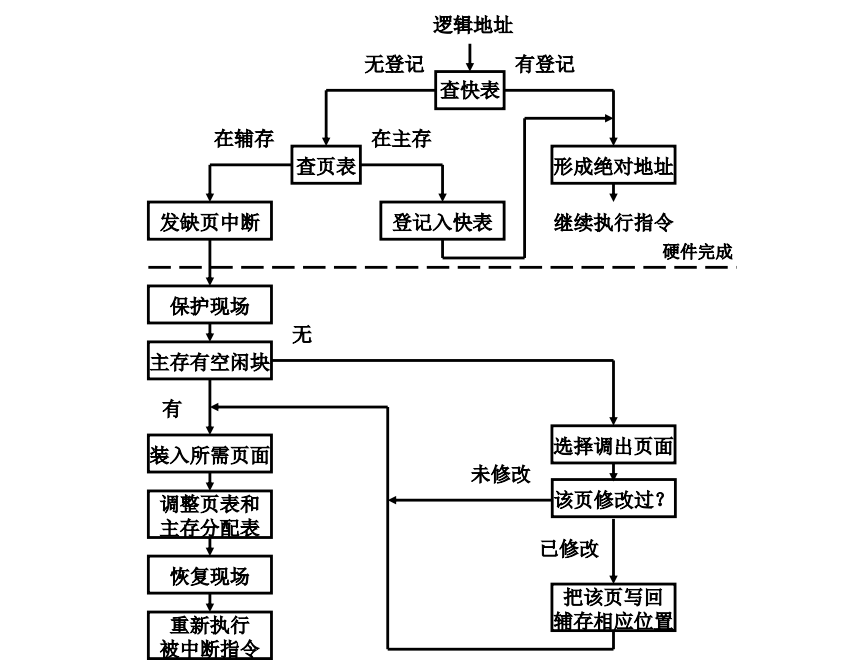 逻辑地址
无登记
有登记
查快表
在辅存
在主存
查页表
形成绝对地址
发缺页中断
登记入快表
继续执行指令
硬件完成
保护现场
无
主存有空闲块
有
选择调出页面
装入所需页面
未修改
该页修改过?
调整页表和
主存分配表
已修改
恢复现场
把该页写回
辅存相应位置
重新执行
被中断指令